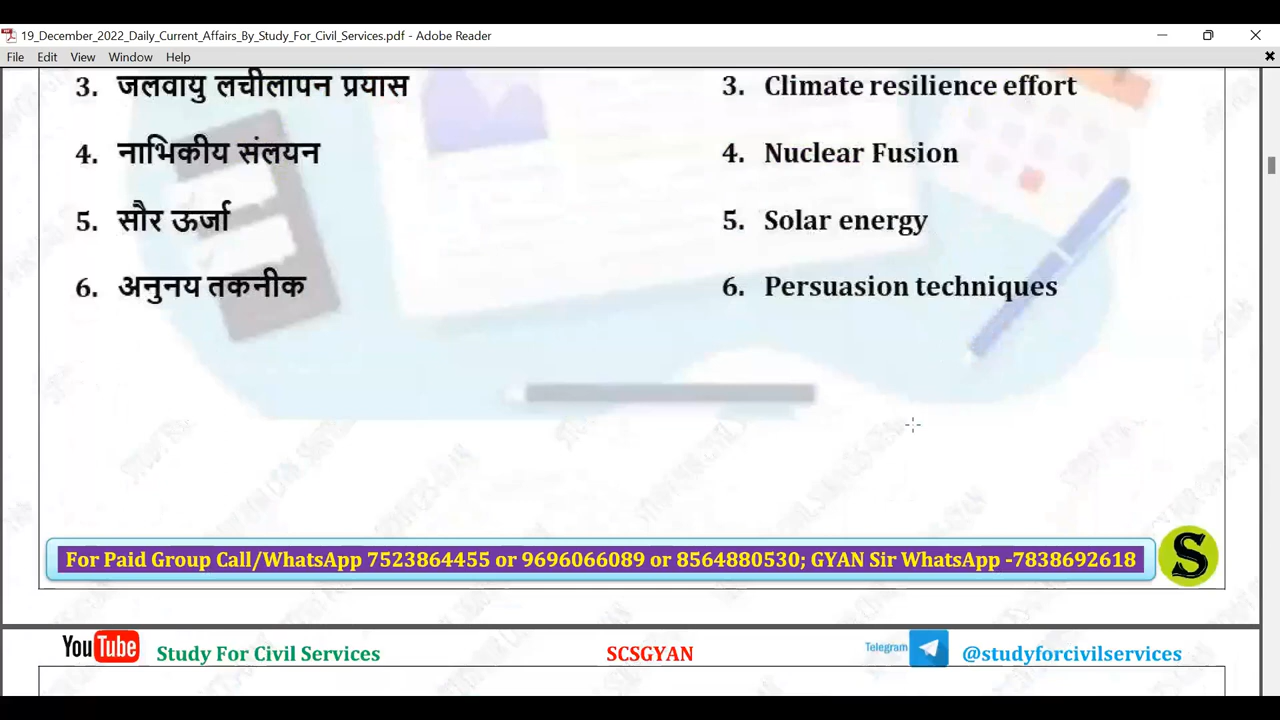 19_December_2022_Daily_Current_Affairs_By_Study_For_Civil_Services.pdf - Adobe Reader
File Edit View Window Help
3. जलवायु लचीलापन प्रयास
3. Climate resilience effort
4. नाभिकीय संलयन
4. Nuclear Fusion
5. सौर ऊर्जा
5. Solar energy
6. अनुनय तकनीक
6. Persuasion techniques
For Paid Group Call/WhatsApp 7523864455 or 9696066089 or 8564880530; GYAN Sir WhatsApp -7838692618
S
YouTube Study For Civil Services SCSGYAN Telegram @studyforcivilservices